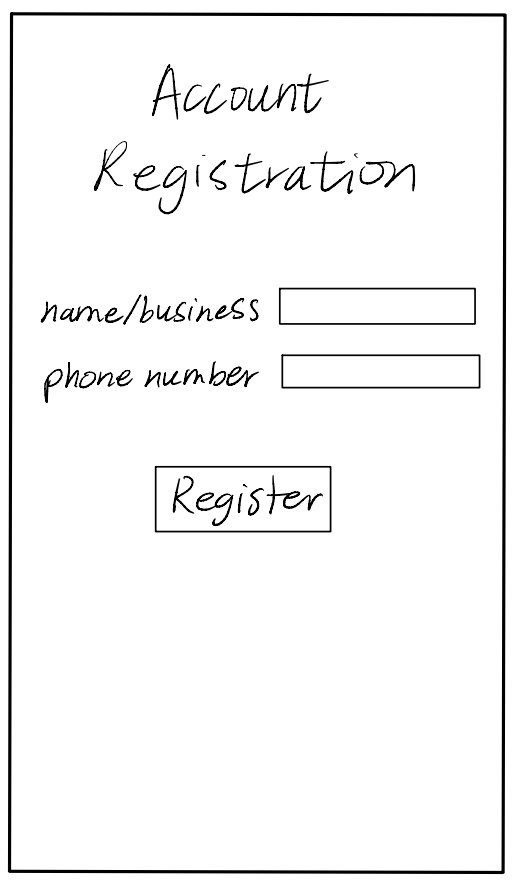 Account
Registration
name/business
phone number
Register